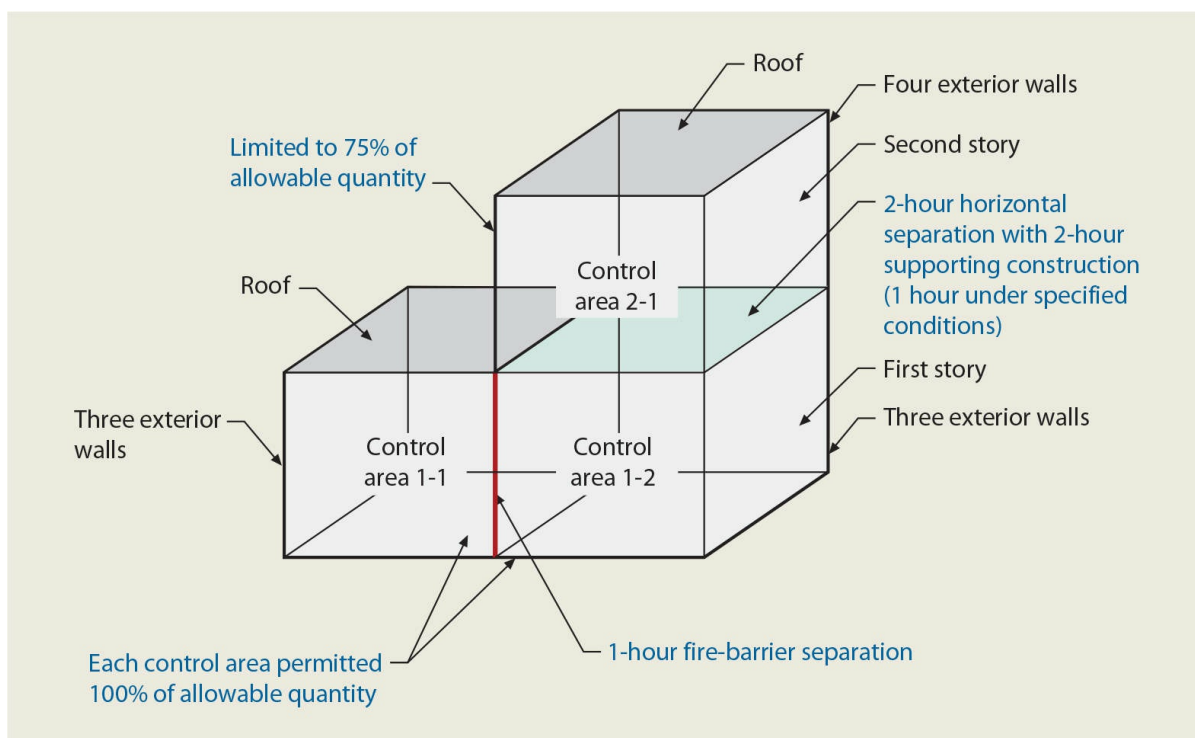 Roof
Four exterior walls
Limited to 75% of
allowable quantity
Second story
2-hour horizontal
separation with 2-hour
supporting construction
(1 hour under specified
conditions)
Control
area 2-1
Roof
First story
Three exterior
walls
Three exterior walls
Control
area 1-1
Control
area 1-2
1-hour fire-barrier separation
Each control area permitted
100% of allowable quantity